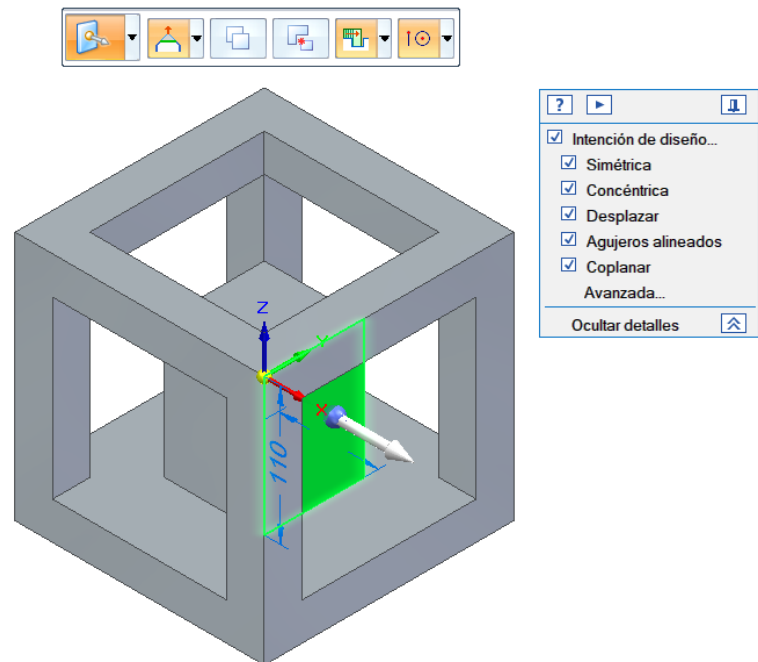 ?
Intención de diseño...
Simétrica
Concéntrica
Desplazar
Agujeros alineados
Coplanar
Avanzada...
Ocultar detalles
Z
Y
X
110